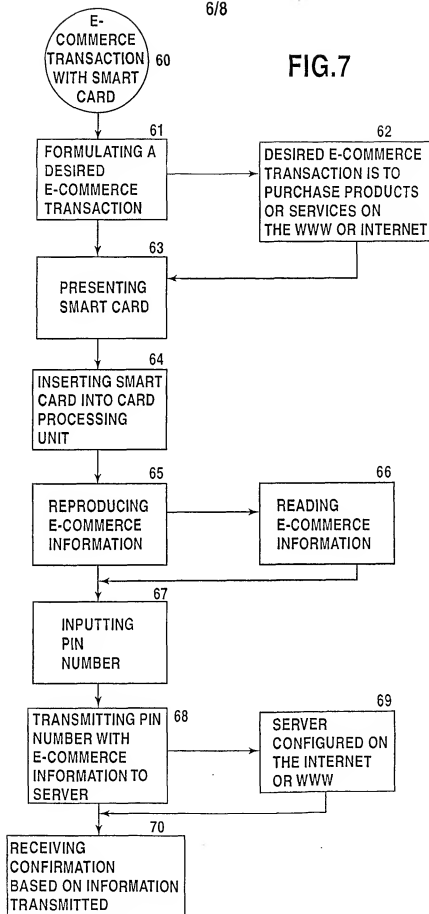 6/8
FIG.7
E-
COMMERCE
TRANSACTION
WITH SMART
CARD
60
61
FORMULATING A
DESIRED
E-COMMERCE
TRANSACTION
62
DESIRED E-COMMERCE
TRANSACTION IS TO
PURCHASE PRODUCTS
OR SERVICES ON
THE WWW OR INTERNET
63
PRESENTING
SMART CARD
64
INSERTING SMART
CARD INTO CARD
PROCESSING
UNIT
65
REPRODUCING
E-COMMERCE
INFORMATION
66
READING
E-COMMERCE
INFORMATION
67
INPUTTING
PIN
NUMBER
68
TRANSMITTING PIN
NUMBER WITH
E-COMMERCE
INFORMATION TO
SERVER
69
SERVER
CONFIGURED ON
THE INTERNET
OR WWW
70
RECEIVING
CONFIRMATION
BASED ON INFORMATION
TRANSMITTED